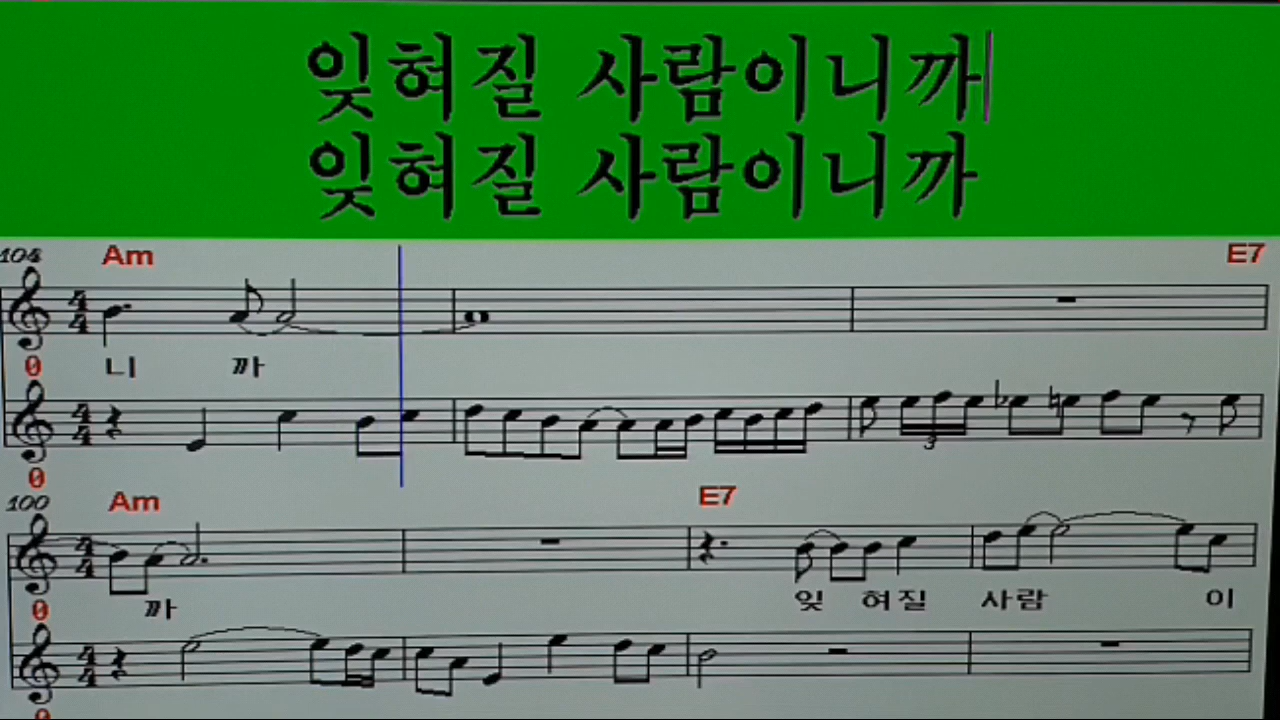 잊혀질 사람이니까
잊혀질 사람이니까
104 Am E7
0 니 까
3
0
100 Am E7
0 까 잊 혀질 사람 이
0